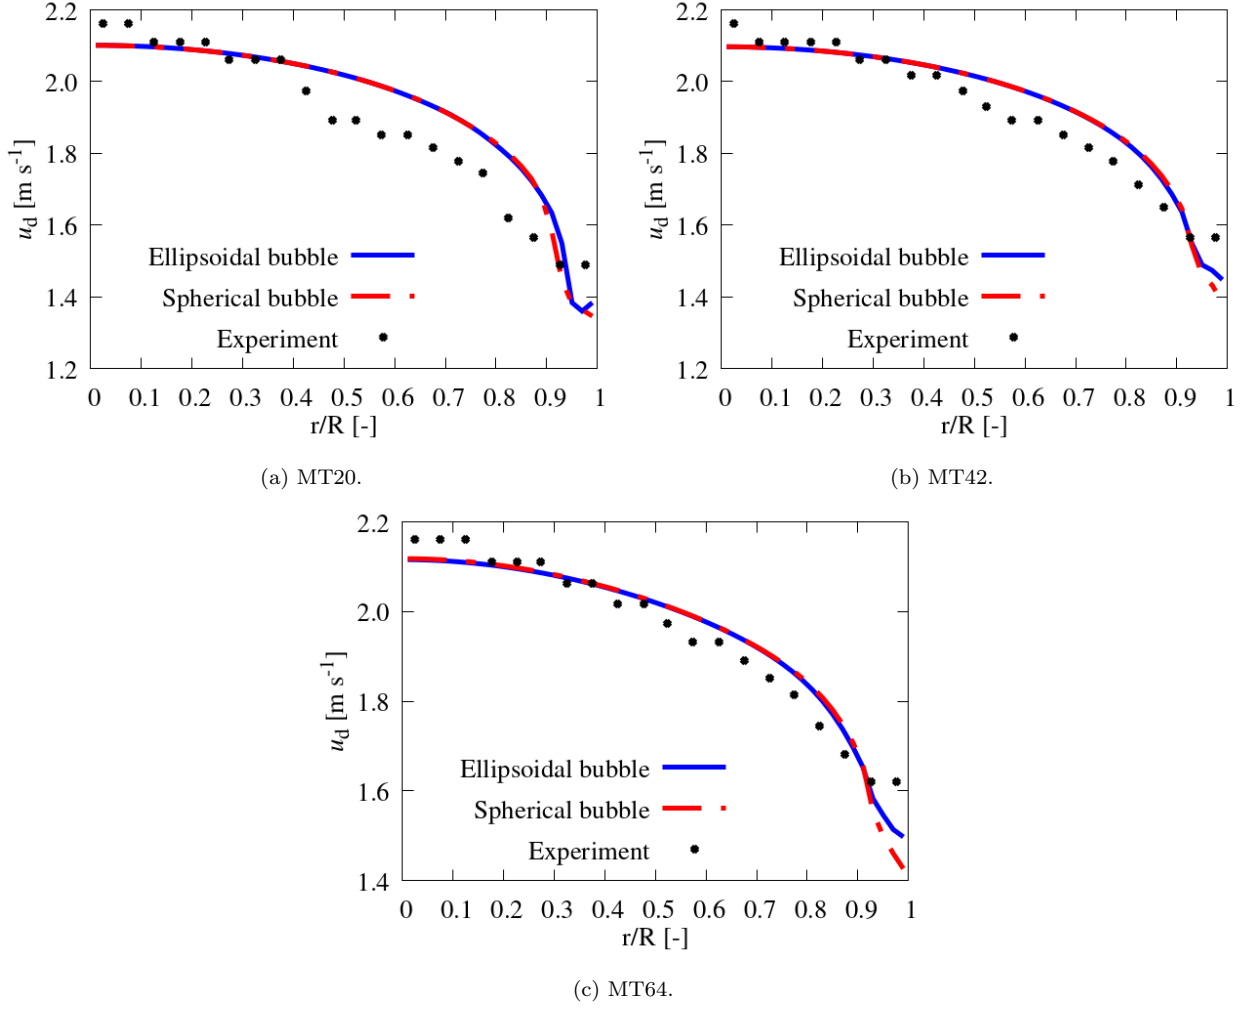 2.2
2.0
1.8
1.6
1.4
1.2
u_d [m s^-1]
Ellipsoidal bubble
Spherical bubble
Experiment
0 0.1 0.2 0.3 0.4 0.5 0.6 0.7 0.8 0.9 1
r/R [-]
(a) MT20.
2.2
2.0
1.8
1.6
1.4
1.2
u_d [m s^-1]
Ellipsoidal bubble
Spherical bubble
Experiment
0 0.1 0.2 0.3 0.4 0.5 0.6 0.7 0.8 0.9 1
r/R [-]
(b) MT42.
2.2
2.0
1.8
1.6
1.4
u_d [m s^-1]
Ellipsoidal bubble
Spherical bubble
Experiment
0 0.1 0.2 0.3 0.4 0.5 0.6 0.7 0.8 0.9 1
r/R [-]
(c) MT64.